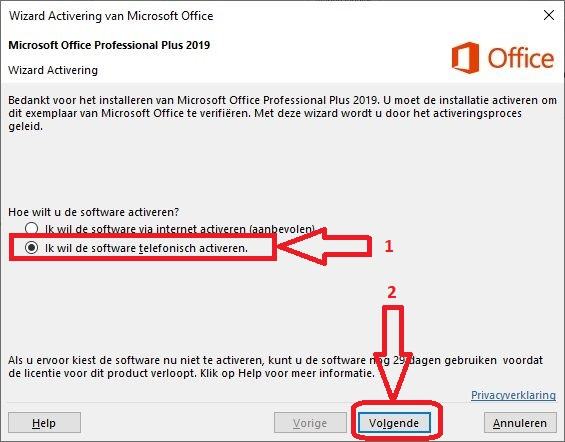 Wizard Activering van Microsoft Office
Microsoft Office Professional Plus 2019
Wizard Activering
Office
Bedankt voor het installeren van Microsoft Office Professional Plus 2019. U moet de installatie activeren om
dit exemplaar van Microsoft Office te verifiëren. Met deze wizard wordt u door het activeringsproces
geleid.
Hoe wilt u de software activeren?
Ik wil de software via internet activeren (aanbevolen)
Ik wil de software telefonisch activeren.
1
2
Als u ervoor kiest de software nu niet te activeren, kunt u de software nog 29 dagen gebruiken voordat
de licentie voor dit product verloopt. Klik op Help voor meer informatie.
Privacyverklaring
Help
Vorige
Volgende
Annuleren